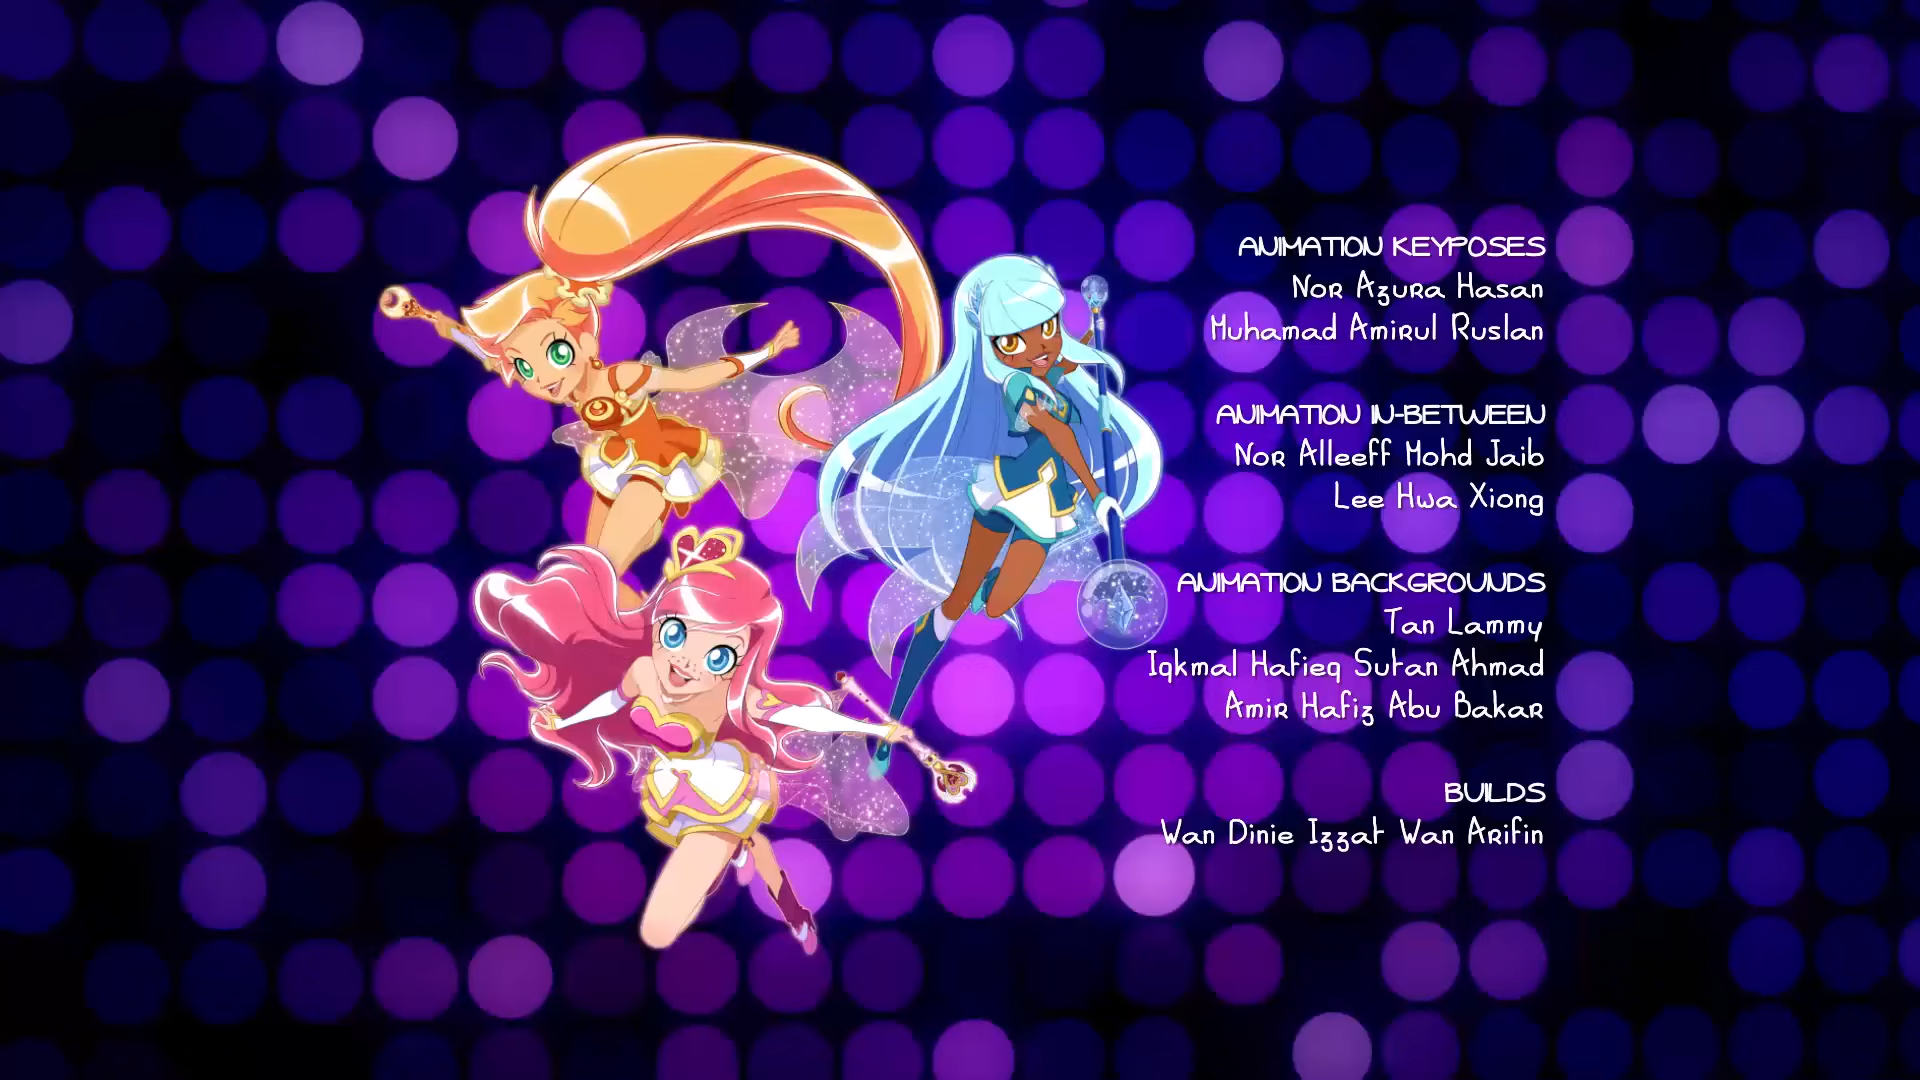 ANIMATION KEYPOSES
Nor Azura Hasan
Muhamad Amirul Ruslan
ANIMATION IN-BETWEEN
Nor Alleeff Mohd Jaib
Lee Hwa Xiong
ANIMATION BACKGROUNDS
Tan Lammy
Iqkmal Hafieq Sutan Ahmad
Amir Hafiz Abu Bakar
BUILDS
Wan Dinie Izzat Wan Arifin